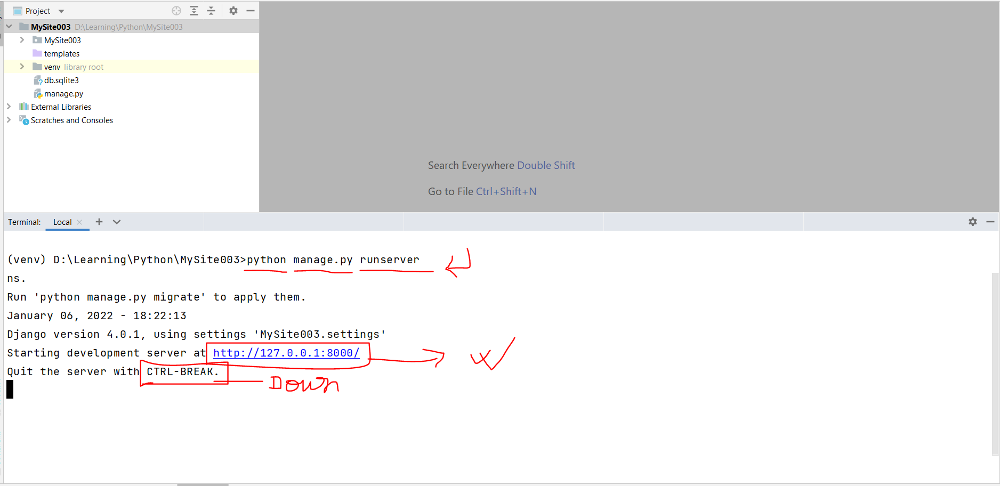 Project
MySite003 D:\Learning\Python\MySite003
MySite003
templates
venv library root
db.sqlite3
manage.py
External Libraries
Scratches and Consoles
Search Everywhere Double Shift
Go to File Ctrl+Shift+N
Terminal: Local
(venv) D:\Learning\Python\MySite003>python manage.py runserver
ns.
Run 'python manage.py migrate' to apply them.
January 06, 2022 - 18:22:13
Django version 4.0.1, using settings 'MySite003.settings'
Starting development server at http://127.0.0.1:8000/
Quit the server with CTRL-BREAK.
Down